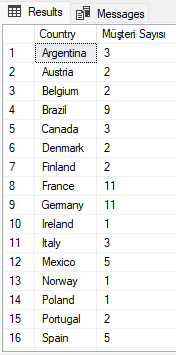 Results Messages
Country Müşteri Sayısı
1 Argentina 3
2 Austria 2
3 Belgium 2
4 Brazil 9
5 Canada 3
6 Denmark 2
7 Finland 2
8 France 11
9 Germany 11
10 Ireland 1
11 Italy 3
12 Mexico 5
13 Norway 1
14 Poland 1
15 Portugal 2
16 Spain 5